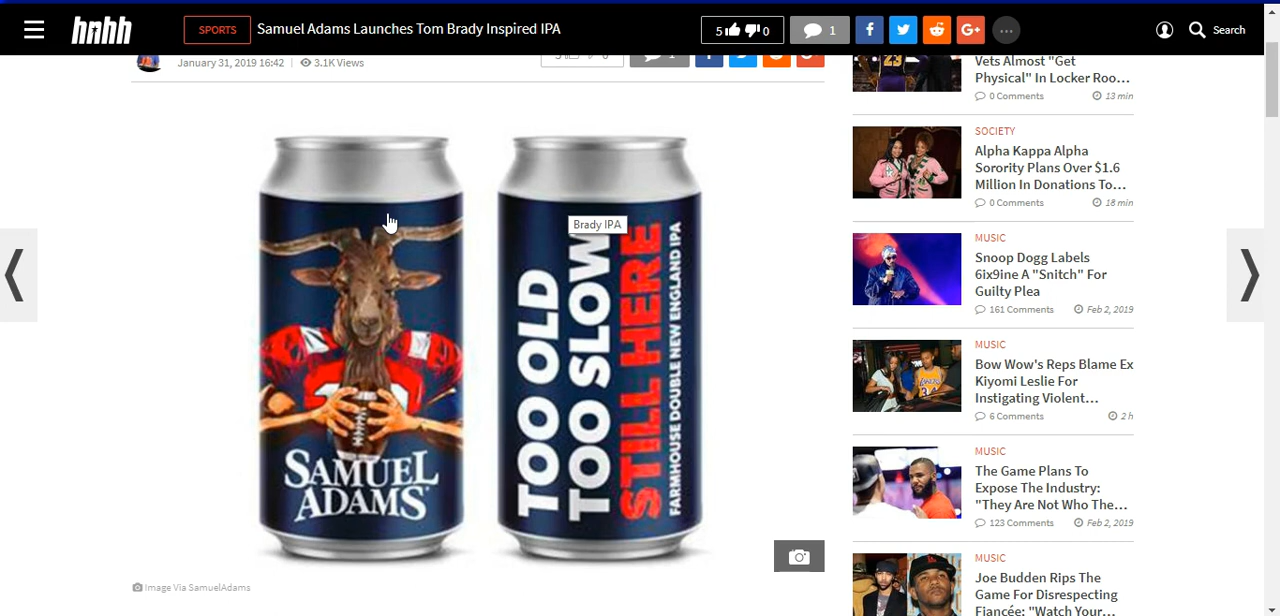 hnhh
SPORTS
Samuel Adams Launches Tom Brady Inspired IPA
5 0
1
G+
Search
January 31, 2019 16:42
3.1K Views
Brady IPA
SAMUEL
ADAMS
TOO OLD
TOO SLOW
STILL HERE
FARMHOUSE DOUBLE NEW ENGLAND IPA
Image Via SamuelAdams
Vets Almost "Get
Physical" In Locker Roo...
0 Comments
13 min
SOCIETY
Alpha Kappa Alpha
Sorority Plans Over $1.6
Million In Donations To...
0 Comments
18 min
MUSIC
Snoop Dogg Labels
6ix9ine A "Snitch" For
Guilty Plea
161 Comments
Feb 2, 2019
MUSIC
Bow Wow's Reps Blame Ex
Kiyomi Leslie For
Instigating Violent...
6 Comments
2 h
MUSIC
The Game Plans To
Expose The Industry:
"They Are Not Who The...
123 Comments
Feb 2, 2019
MUSIC
Joe Budden Rips The
Game For Disrespecting
Fiancée: "Watch Your...